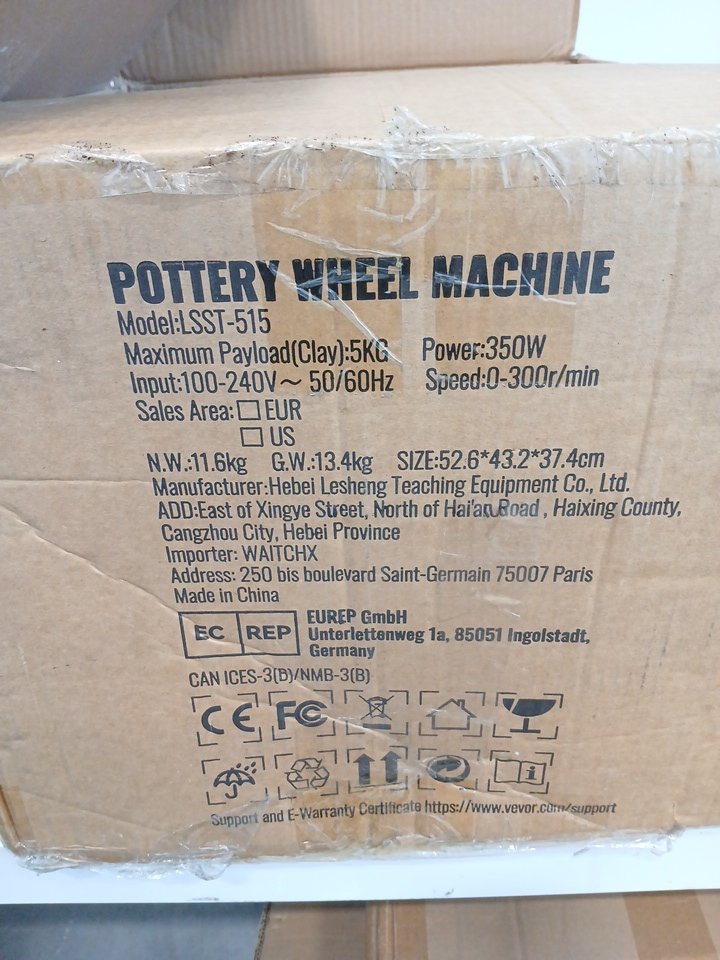 POTTERY WHEEL MACHINE
Model:LSST-515
Maximum Payload(Clay):5KG Power:350W
Input:100-240V~ 50/60Hz Speed:0-300r/min
Sales Area: EUR
US
N.W.:11.6kg G.W.:13.4kg SIZE:52.6*43.2*37.4cm
Manufacturer:Hebei Lesheng Teaching Equipment Co., Ltd.
ADD:East of Xingye Street, North of Hai'an Road , Haixing County,
Cangzhou City, Hebei Province
Importer: WAITCHX
Address: 250 bis boulevard Saint-Germain 75007 Paris
Made in China
EC REP EUREP GmbH
Unterlettenweg 1a, 85051 Ingolstadt,
Germany
CAN ICES-3(B)/NMB-3(B)
CE FC
Support and E-Warranty Certificate https://www.vevor.com/support